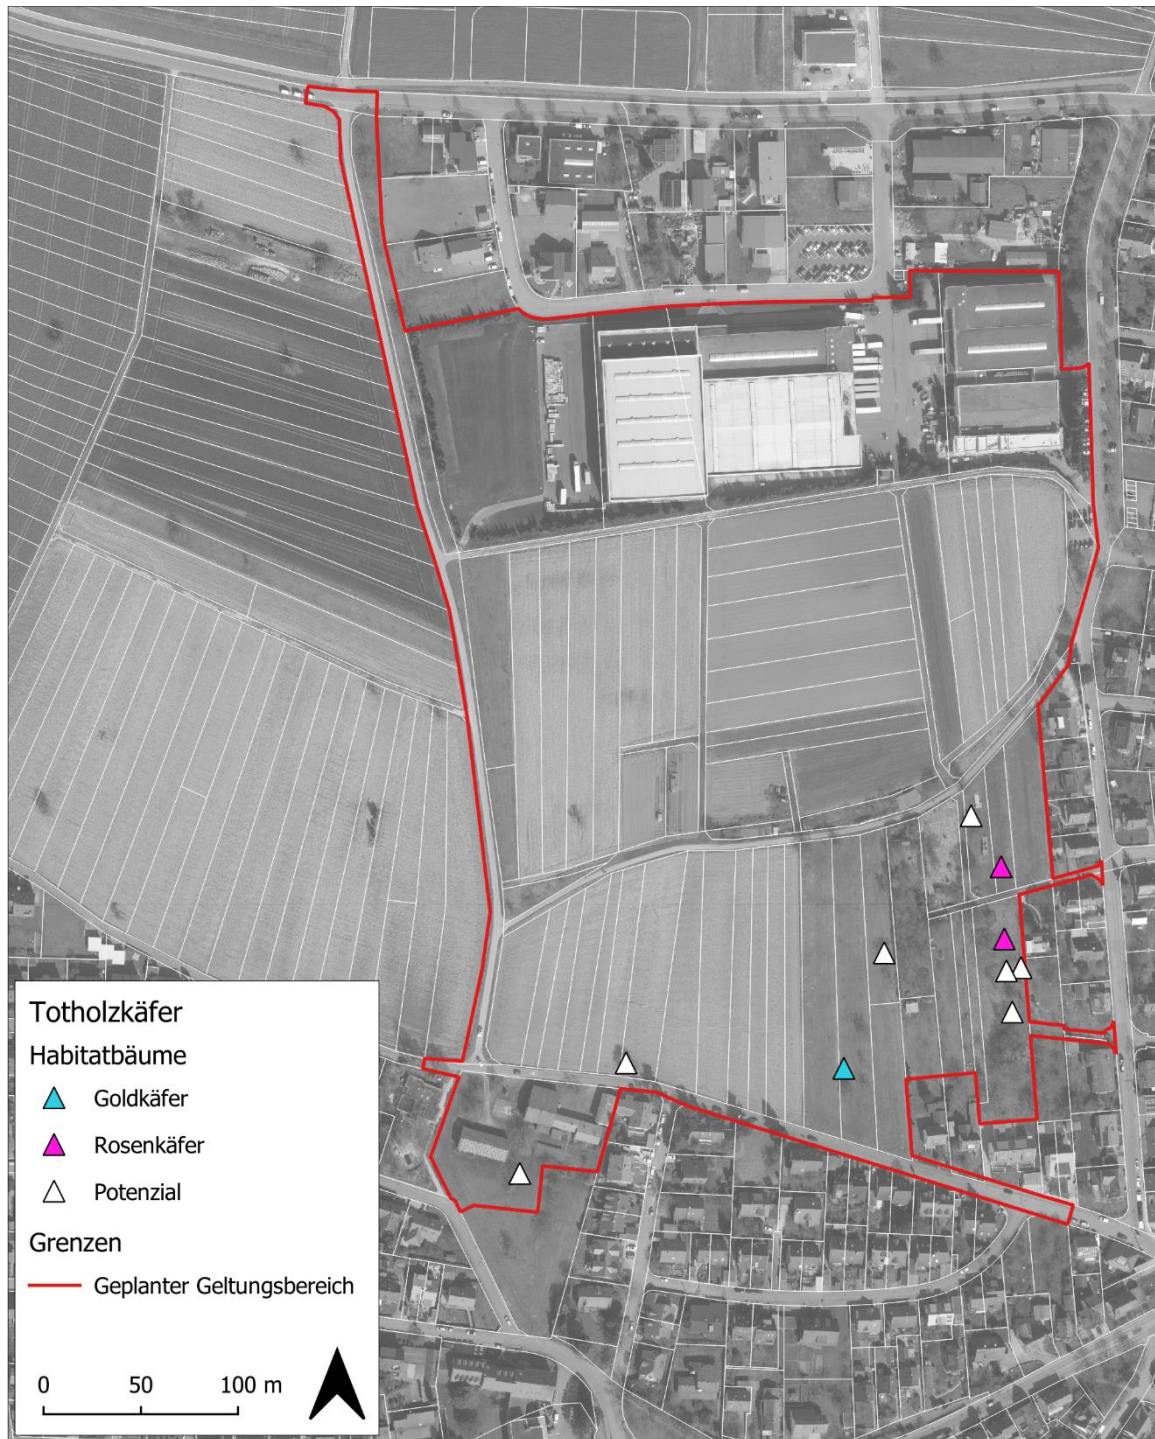 Totholzkäfer
Habitatbäume
Goldkäfer
Rosenkäfer
Potenzial
Grenzen
Geplanter Geltungsbereich
0 50 100 m